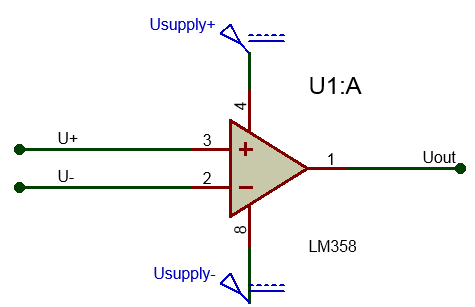 Usupply+
U1:A
4
U+
3
+
1
Uout
U-
2
−
8
LM358
Usupply-